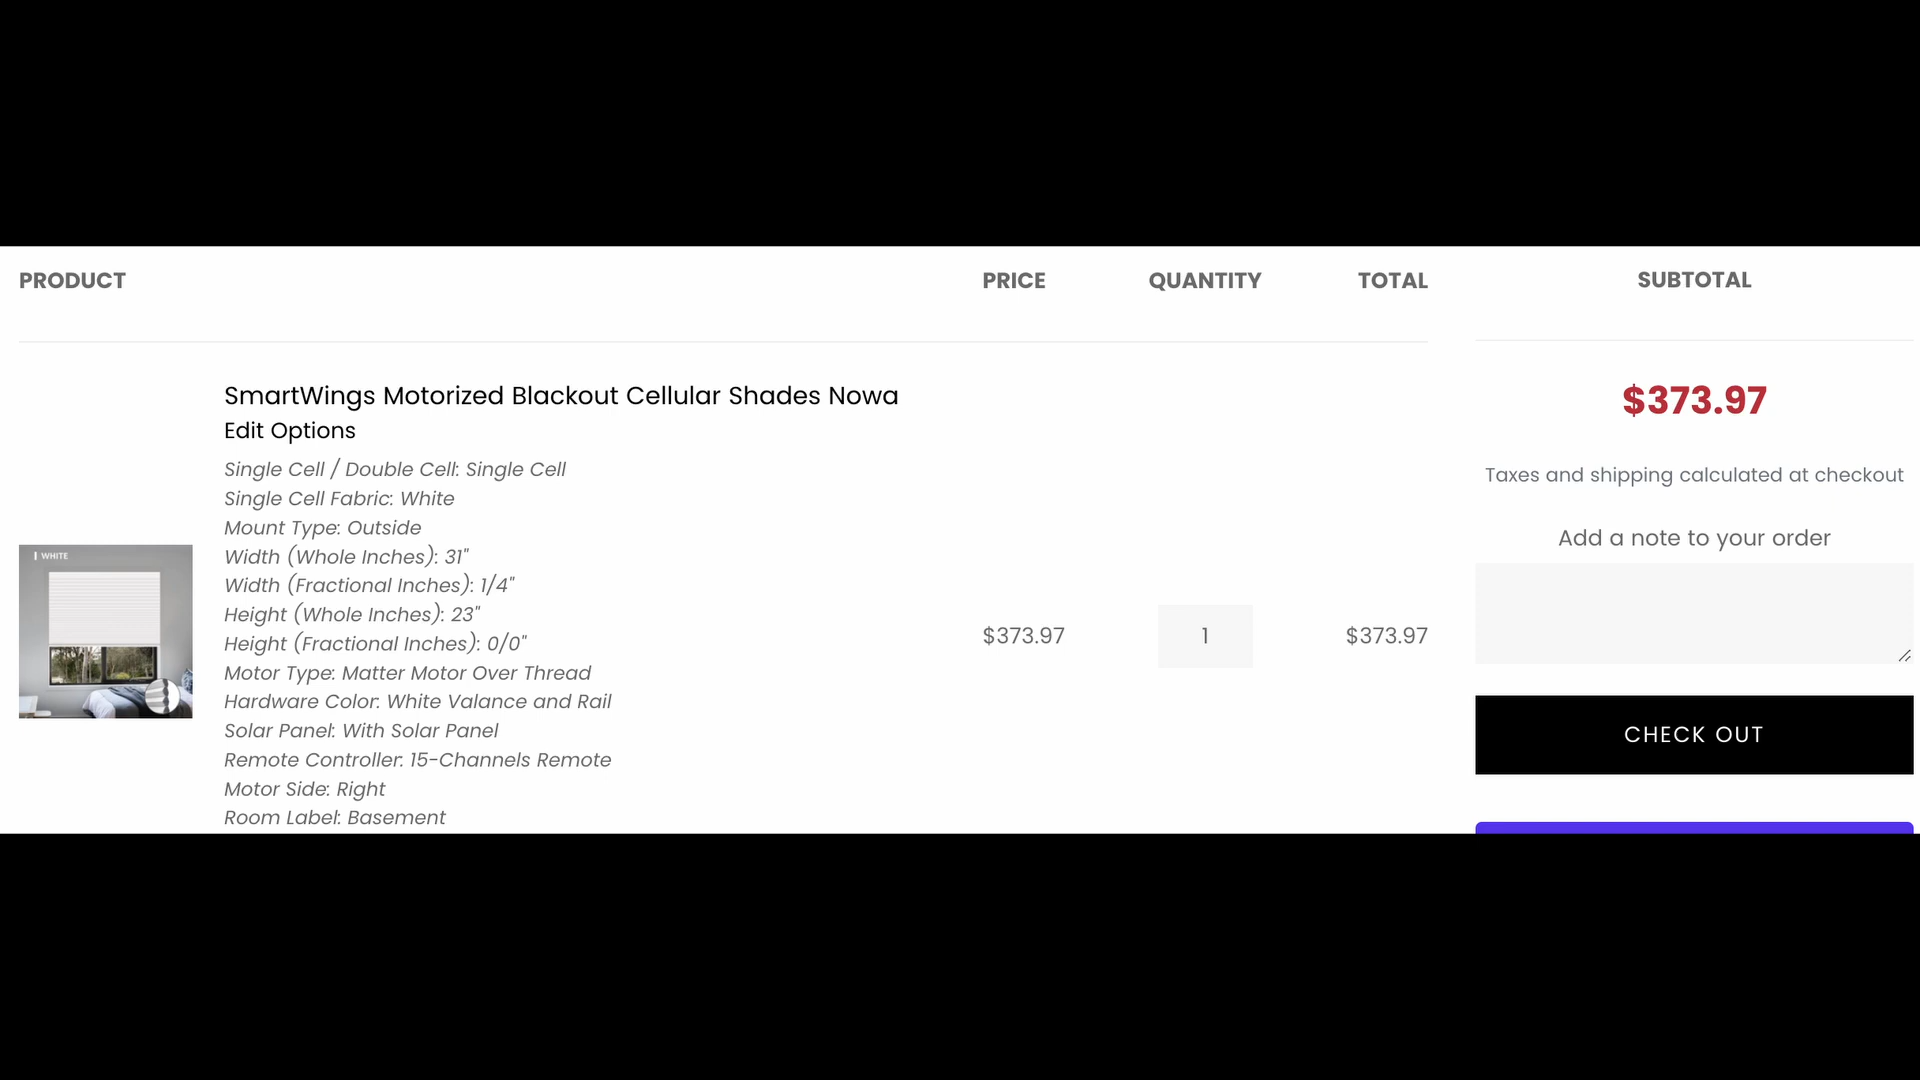 PRODUCT PRICE QUANTITY TOTAL SUBTOTAL
SmartWings Motorized Blackout Cellular Shades Nowa
Edit Options
Single Cell / Double Cell: Single Cell
Single Cell Fabric: White
Mount Type: Outside
Width (Whole Inches): 31"
Width (Fractional Inches): 1/4"
Height (Whole Inches): 23"
Height (Fractional Inches): 0/0"
Motor Type: Matter Motor Over Thread
Hardware Color: White Valance and Rail
Solar Panel: With Solar Panel
Remote Controller: 15-Channels Remote
Motor Side: Right
Room Label: Basement
WHITE
$373.97 1 $373.97
$373.97
Taxes and shipping calculated at checkout
Add a note to your order
CHECK OUT